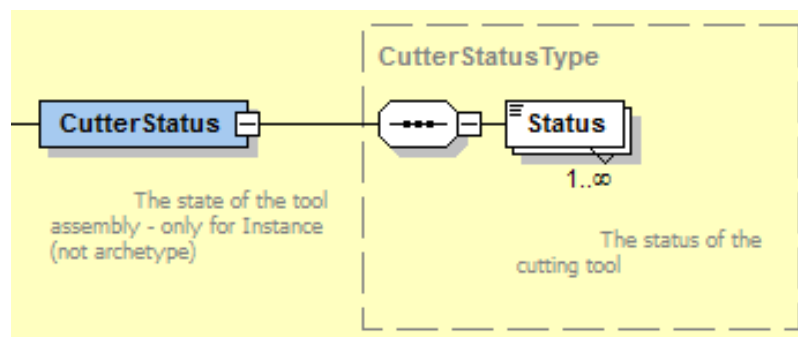 CutterStatusType
CutterStatus
Status
1..∞
The state of the tool
assembly - only for Instance
(not archetype)
The status of the
cutting tool